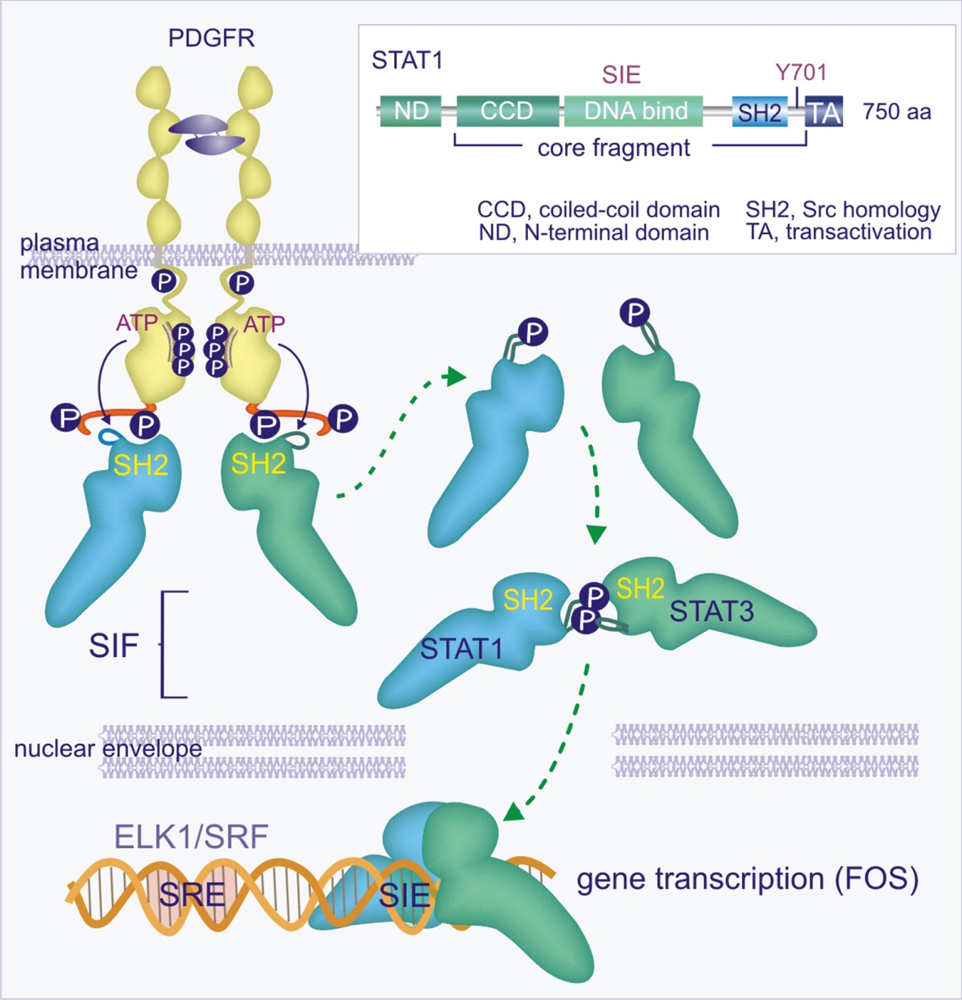 PDGFR
STAT1
SIE
Y701
ND
CCD
DNA bind
SH2
TA
750 aa
core fragment
CCD, coiled-coil domain
ND, N-terminal domain
SH2, Src homology
TA, transactivation
plasma
membrane
P
P
ATP
ATP
P
P
P
P
P
P
P
P
P
P
SH2
SH2
P
P
SH2
STAT1
P
P
SH2
STAT3
SIF
nuclear envelope
ELK1/SRF
SRE
SIE
gene transcription (FOS)